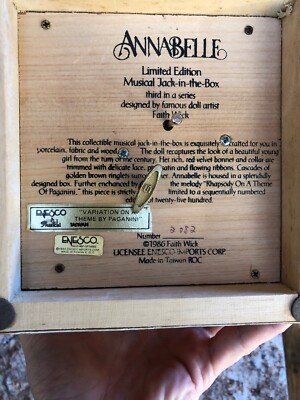 ANNABELLE
Limited Edition
Musical Jack-in-the-Box
third in a series
designed by famous doll artist
Faith Wick
This collectible musical jack-in-the-box is exquisitely crafted for you in
porcelain, fabric and wood. The doll recaptures the look of a beautiful young
girl from the turn of the century. Her rich, red velvet bonnet and collar are
trimmed with delicate lace, and flowing ribbons. Cascades of
golden brown ringlets surround face. Annabelle is housed in a splendidly
designed box. Further enhanced by the melody "Rhapsody On A Theme
Of Paganini," this piece is strictly limited to a sequentially numbered
of twenty-five hundred.
ENESCO
TAIWAN
"VARIATION ON A
THEME BY PAGANINI"
ENESCO
Number 3082
©1986 Faith Wick
LICENSEE ENESCO IMPORTS CORP
Made in Taiwan ROC